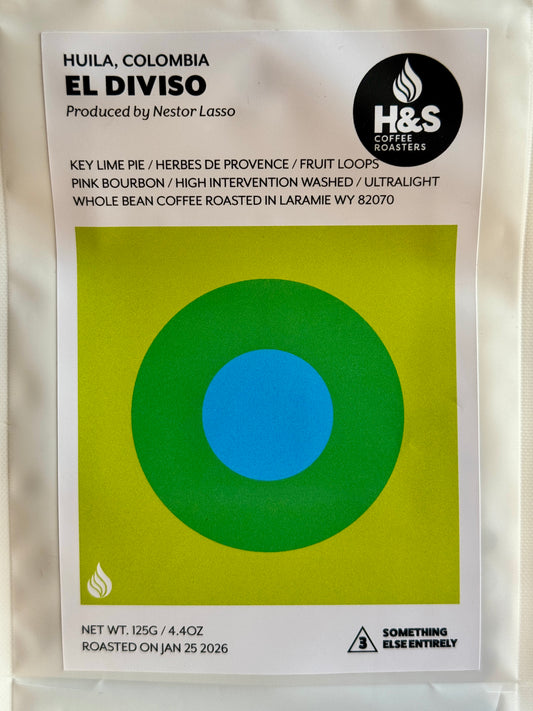 HUILA, COLOMBIA
EL DIVISO
Produced by Nestor Lasso
H&S
COFFEE
ROASTERS
KEY LIME PIE / HERBES DE PROVENCE / FRUIT LOOPS
PINK BOURBON / HIGH INTERVENTION WASHED / ULTRALIGHT
WHOLE BEAN COFFEE ROASTED IN LARAMIE WY 82070
NET WT. 125G / 4.4OZ
ROASTED ON JAN 25 2026
3
SOMETHING
ELSE ENTIRELY